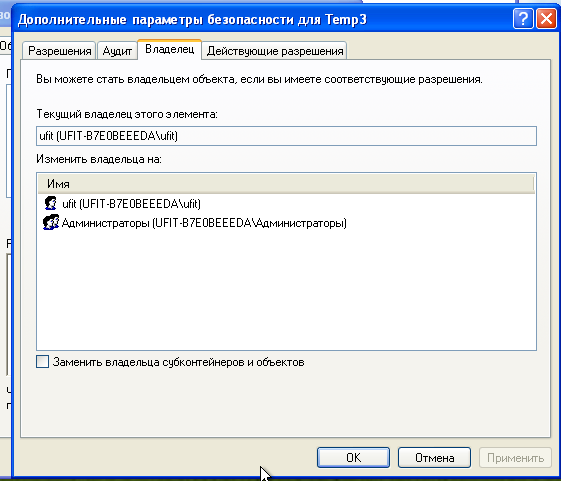 Дополнительные параметры безопасности для Temp3
Разрешения Аудит Владелец Действующие разрешения
Вы можете стать владельцем объекта, если вы имеете соответствующие разрешения.
Текущий владелец этого элемента:
ufit (UFIT-B7E0BEEEDA\ufit)
Изменить владельца на:
Имя
ufit (UFIT-B7E0BEEEDA\ufit)
Администраторы (UFIT-B7E0BEEEDA\Администраторы)
Заменить владельца субконтейнеров и объектов
OK Отмена Применить